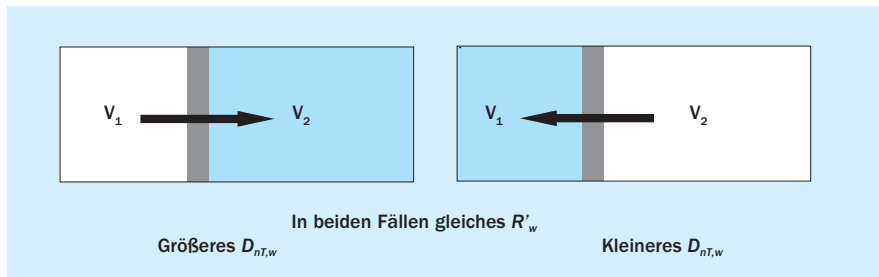 V₁ V₂ V₁ V₂
In beiden Fällen gleiches R'w
Größeres DnT,w Kleineres DnT,w